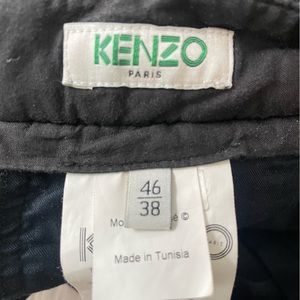 KENZO
PARIS
46
38
Made in Tunisia